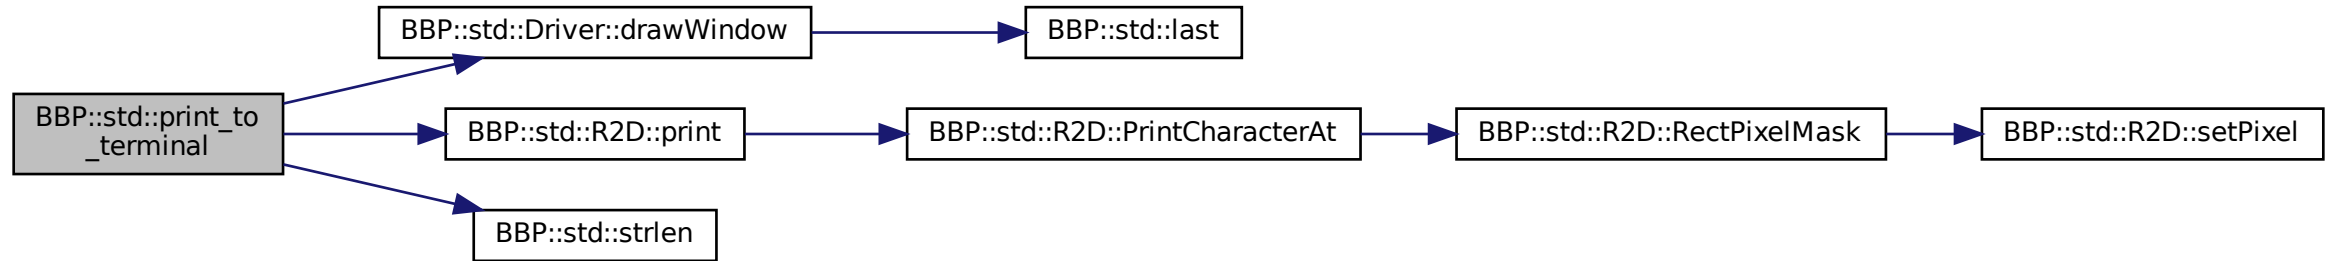 BBP::std::print_to
_terminal
BBP::std::Driver::drawWindow
BBP::std::last
BBP::std::R2D::print
BBP::std::R2D::PrintCharacterAt
BBP::std::R2D::RectPixelMask
BBP::std::R2D::setPixel
BBP::std::strlen